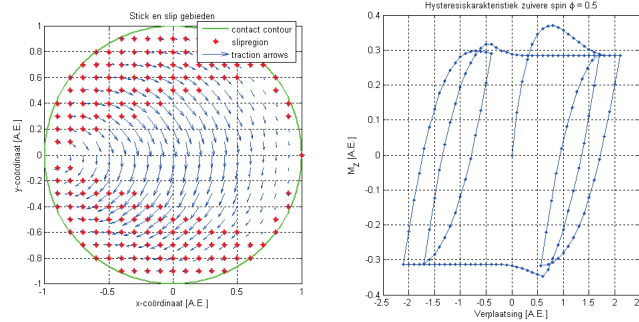 Stick en slip gebieden
contact contour
slipregion
traction arrows
y-coördinaat [A.E.]
1
0.8
0.6
0.4
0.2
0
-0.2
-0.4
-0.6
-0.8
-1
-1 -0.5 0 0.5 1
x-coördinaat [A.E.]
Hysteresiskarakteristiek zuivere spin ϕ = 0.5
M_z [A.E.]
0.4
0.3
0.2
0.1
0
-0.1
-0.2
-0.3
-0.4
-2.5 -2 -1.5 -1 -0.5 0 0.5 1 1.5 2 2.5
Verplaatsing [A.E.]